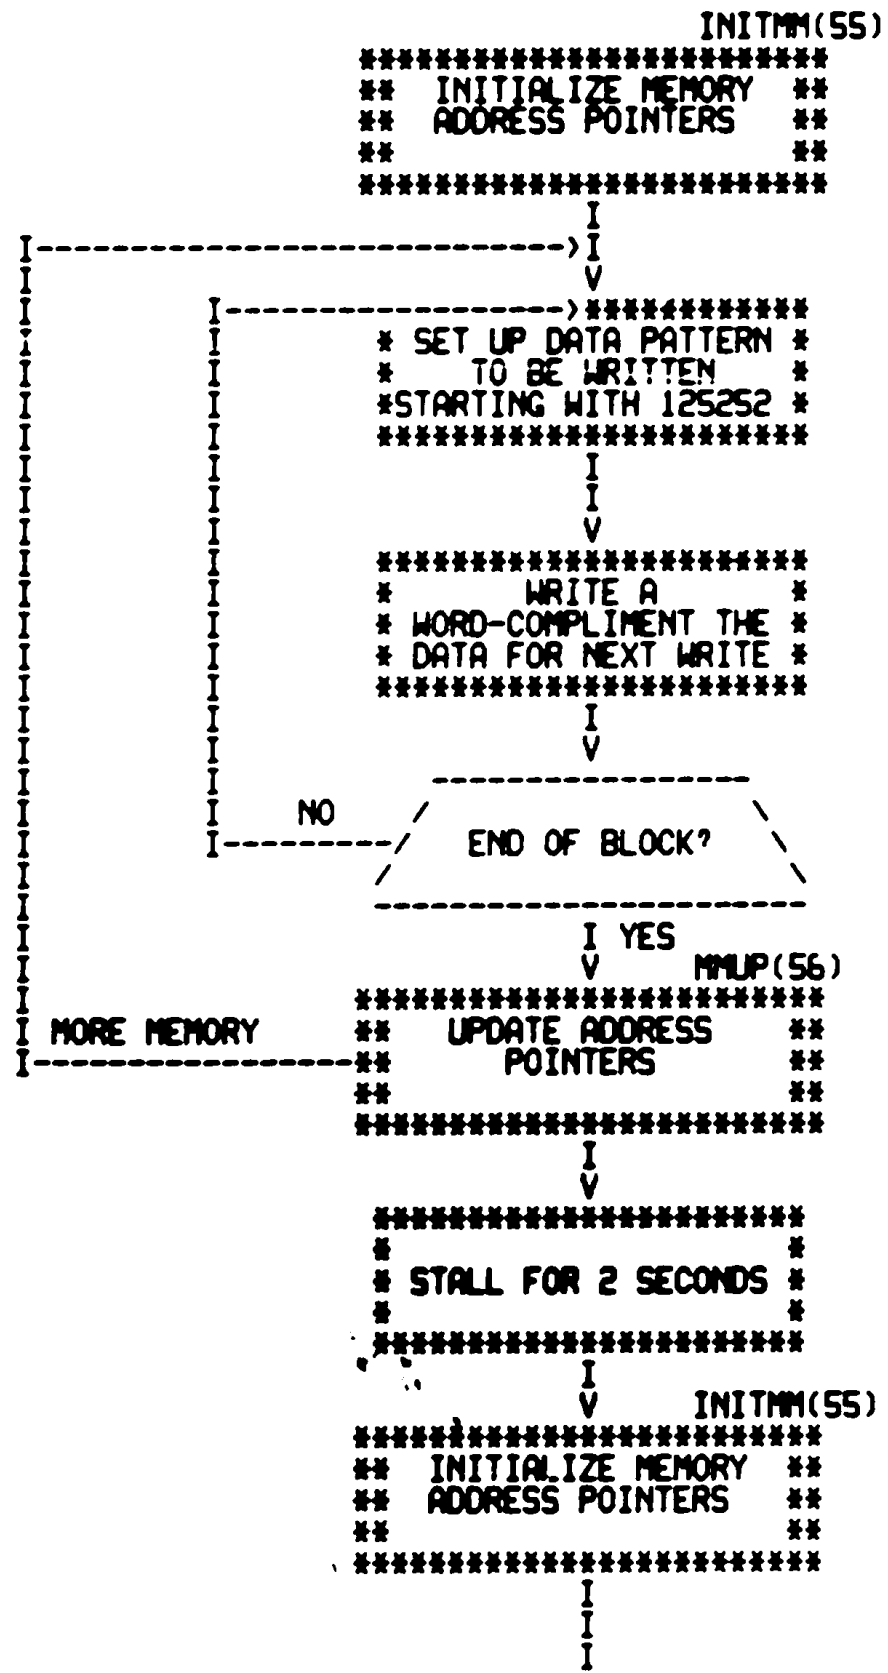 INITMM(55)
INITIALIZE MEMORY
ADDRESS POINTERS
SET UP DATA PATTERN
TO BE WRITTEN
STARTING WITH 125252
WRITE A
WORD-COMPLIMENT THE
DATA FOR NEXT WRITE
NO
END OF BLOCK?
YES
MMUP(56)
MORE MEMORY
UPDATE ADDRESS
POINTERS
STALL FOR 2 SECONDS
INITMM(55)
INITIALIZE MEMORY
ADDRESS POINTERS